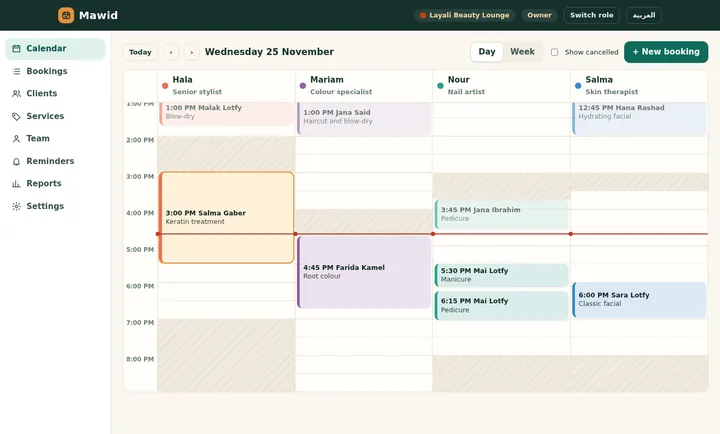 Mawid
Layali Beauty Lounge
Owner
Switch role
العربية
Calendar
Bookings
Clients
Services
Team
Reminders
Reports
Settings
Today
‹
›
Wednesday 25 November
Day
Week
Show cancelled
+ New booking
Hala
Senior stylist
Mariam
Colour specialist
Nour
Nail artist
Salma
Skin therapist
1:00 PM
2:00 PM
3:00 PM
4:00 PM
5:00 PM
6:00 PM
7:00 PM
8:00 PM
1:00 PM Malak Lotfy
Blow-dry
3:00 PM Salma Gaber
Keratin treatment
1:00 PM Jana Said
Haircut and blow-dry
4:45 PM Farida Kamel
Root colour
3:45 PM Jana Ibrahim
Pedicure
5:30 PM Mai Lotfy
Manicure
6:15 PM Mai Lotfy
Pedicure
12:45 PM Hana Rashad
Hydrating facial
6:00 PM Sara Lotfy
Classic facial